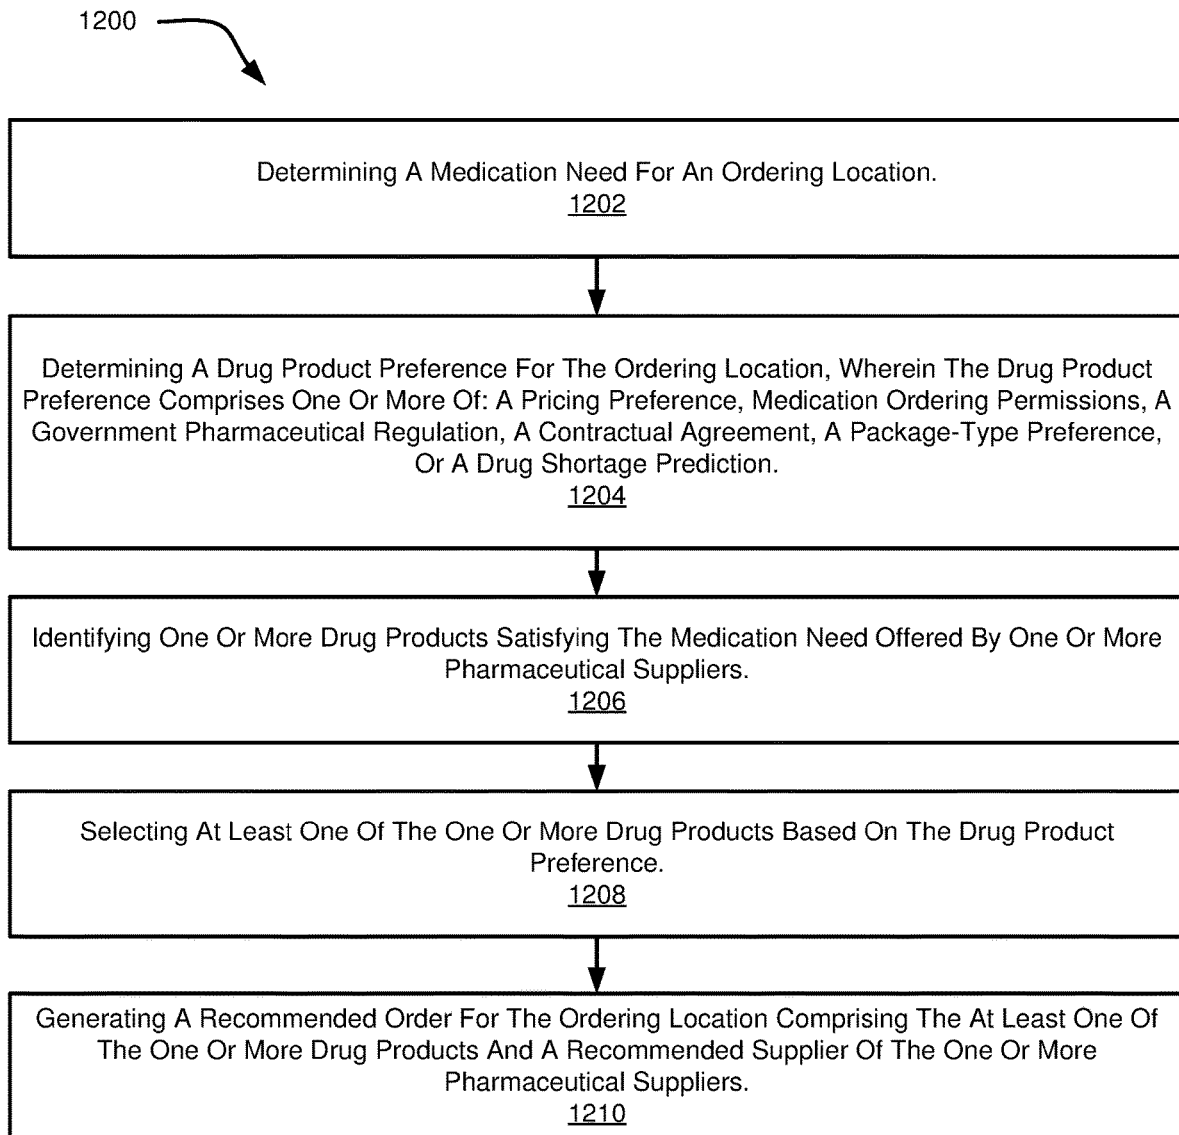 1200
Determining A Medication Need For An Ordering Location.
1202
Determining A Drug Product Preference For The Ordering Location, Wherein The Drug Product
Preference Comprises One Or More Of: A Pricing Preference, Medication Ordering Permissions, A
Government Pharmaceutical Regulation, A Contractual Agreement, A Package-Type Preference,
Or A Drug Shortage Prediction.
1204
Identifying One Or More Drug Products Satisfying The Medication Need Offered By One Or More
Pharmaceutical Suppliers.
1206
Selecting At Least One Of The One Or More Drug Products Based On The Drug Product
Preference.
1208
Generating A Recommended Order For The Ordering Location Comprising The At Least One Of
The One Or More Drug Products And A Recommended Supplier Of The One Or More
Pharmaceutical Suppliers.
1210